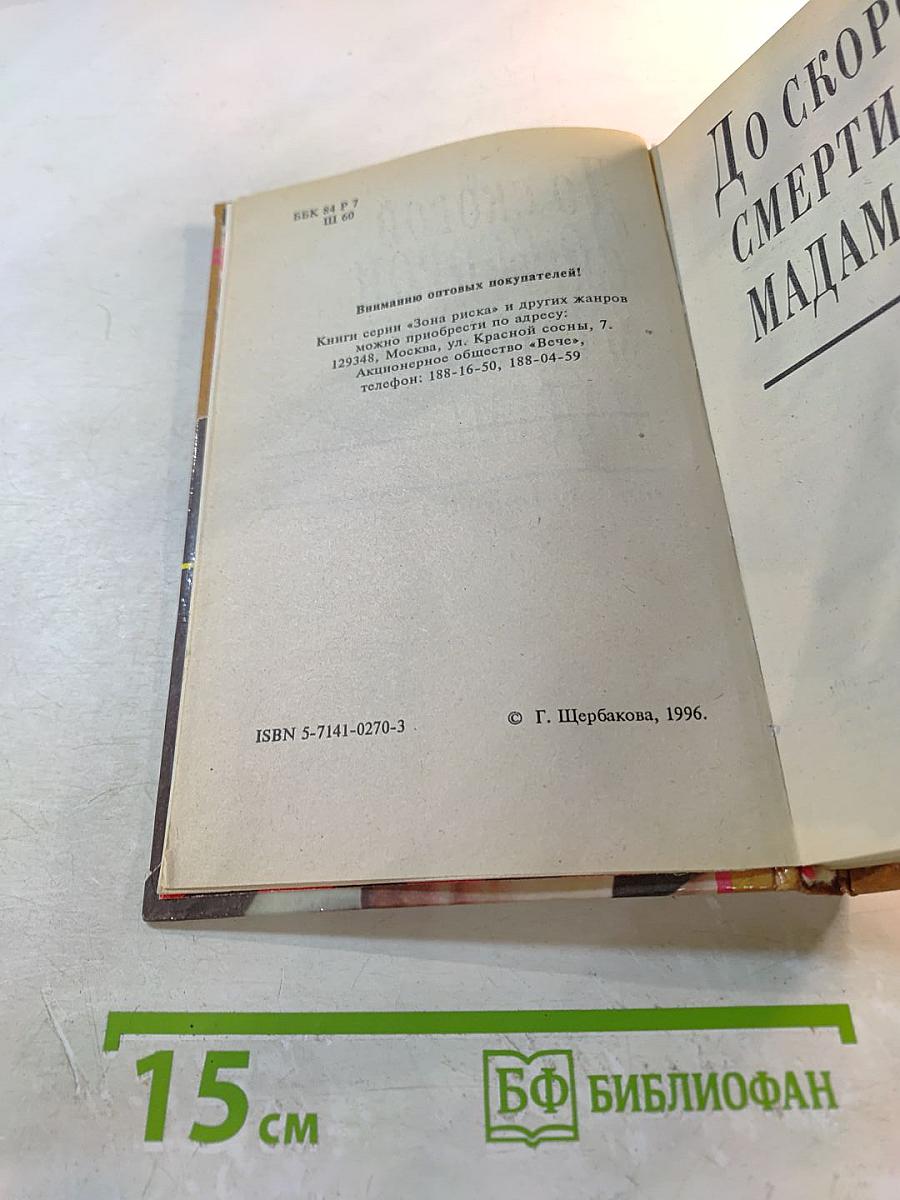 ББК 84 Р 7
Ш 60
Вниманию оптовых покупателей!
Книги серии «Зона риска» и других жанров
можно приобрести по адресу:
129348, Москва, ул. Красной сосны, 7.
Акционерное общество «Вече»,
телефон: 188-16-50, 188-04-59
ISBN 5-7141-0270-3
© Г. Щербакова, 1996.
ДО СКОРО
СМЕРТИ
МАДАМ
15 см
БФ БИБЛИОФАН